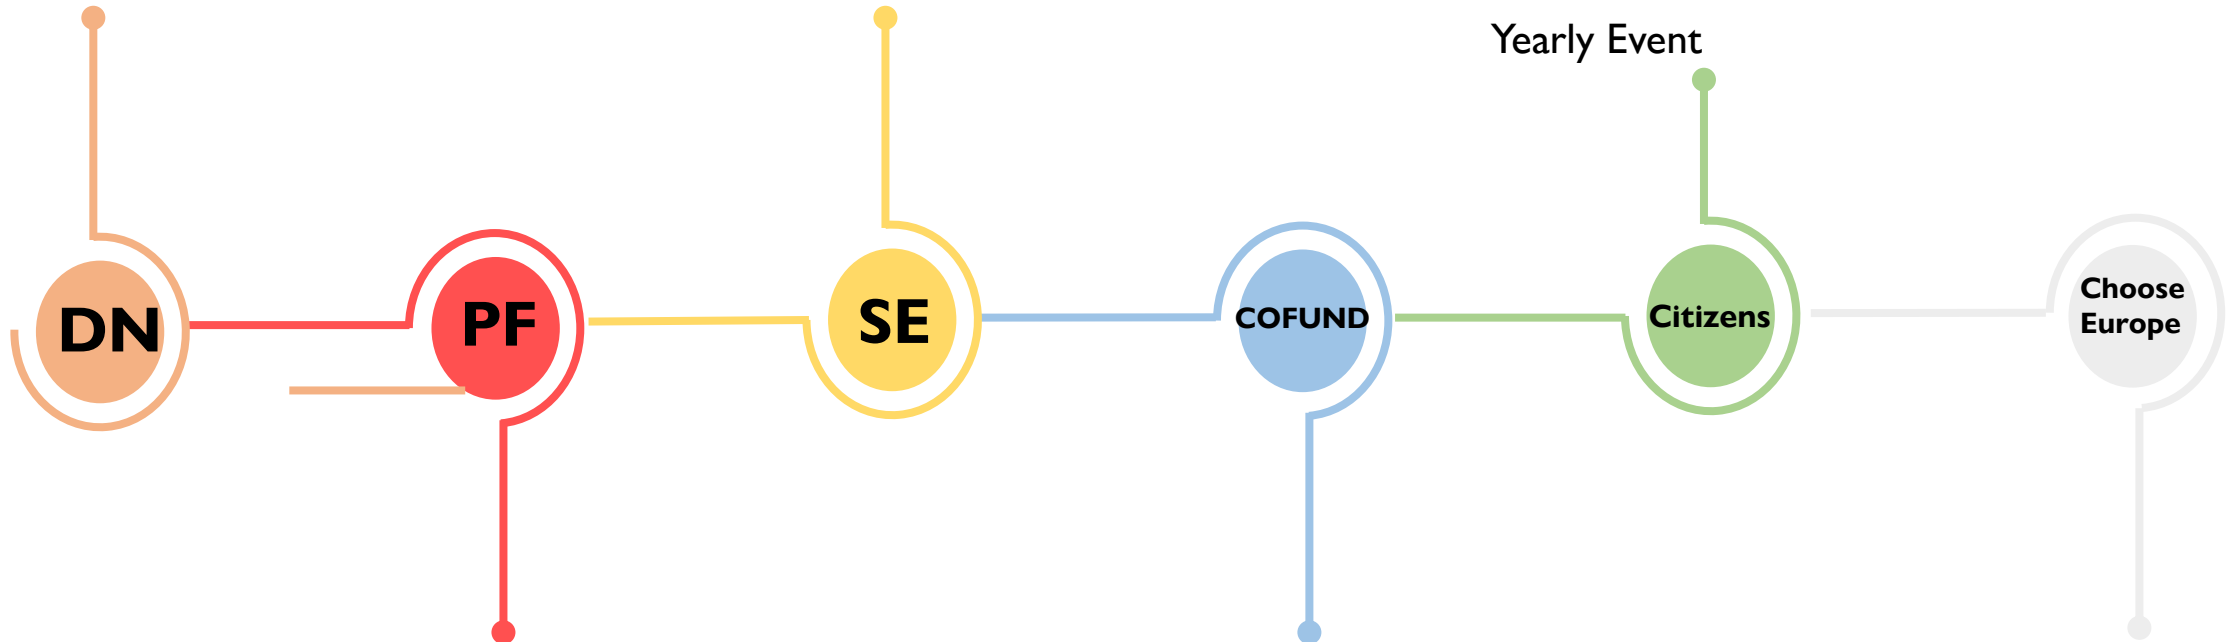 Yearly Event
DN
PF
SE
COFUND
Citizens
Choose
Europe